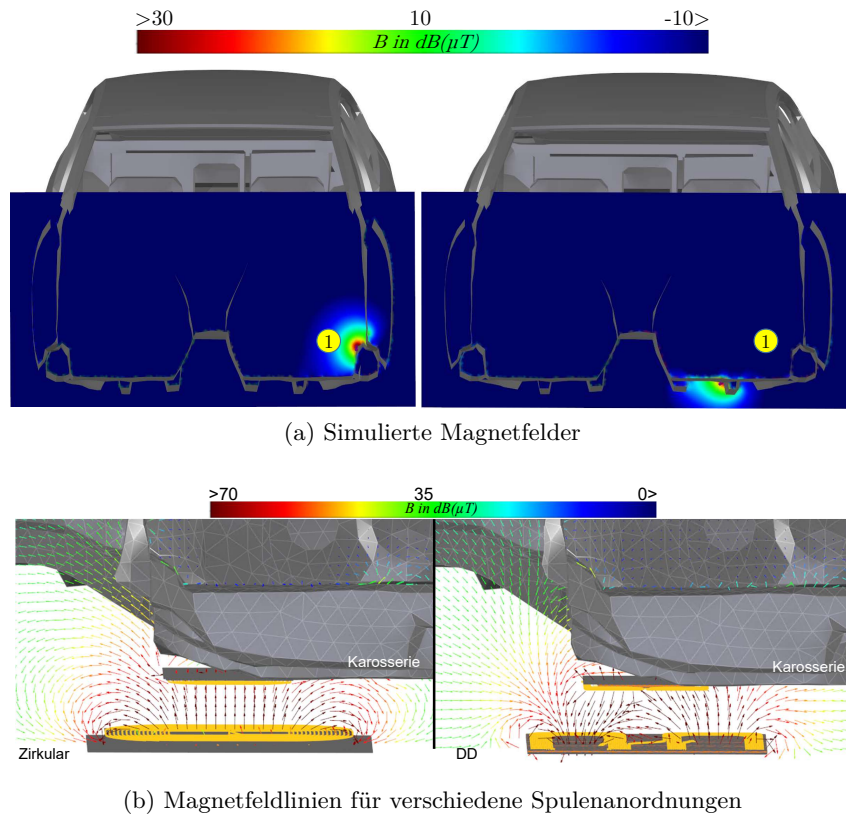 >30 10 -10>
B in dB(µT)
1 1
(a) Simulierte Magnetfelder
>70 35 0>
B in dB(µT)
Karosserie Karosserie
Zirkular DD
(b) Magnetfeldlinien für verschiedene Spulenanordnungen